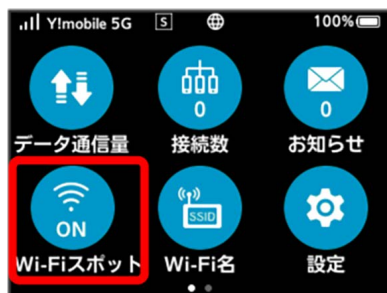 Y!mobile 5G S 100%
0 0
データ通信量 接続数 お知らせ
ON SSID
Wi-Fiスポット Wi-Fi名 設定